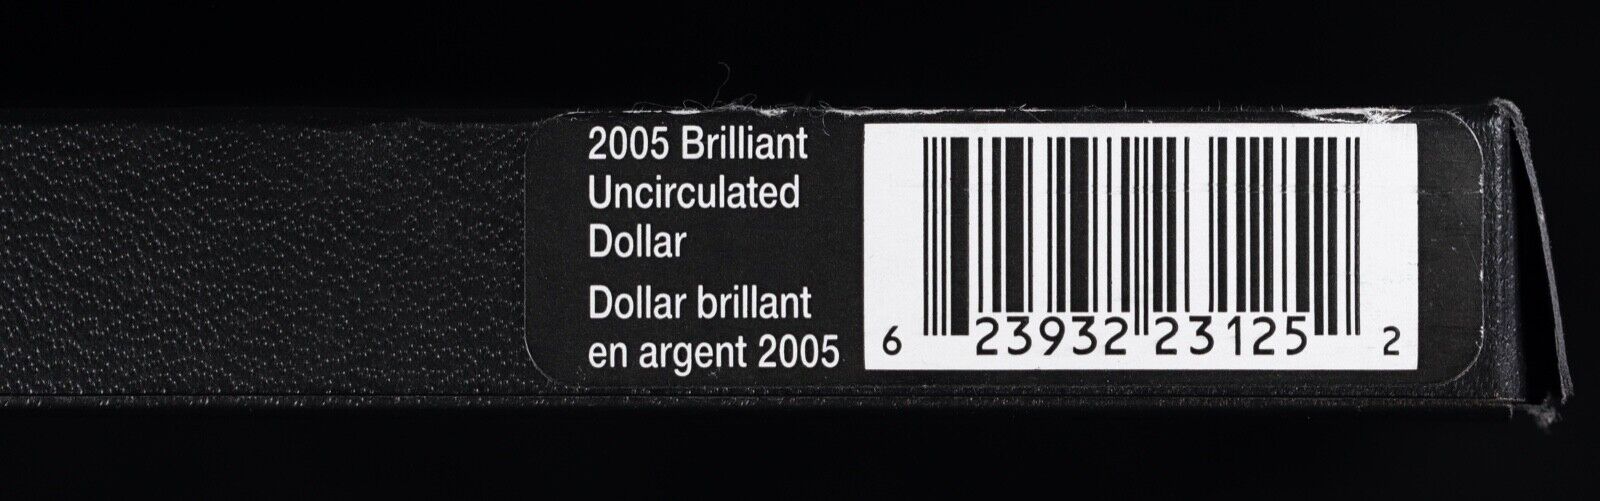 2005 Brilliant
Uncirculated
Dollar
Dollar brillant
en argent 2005
6 23932 23125 2